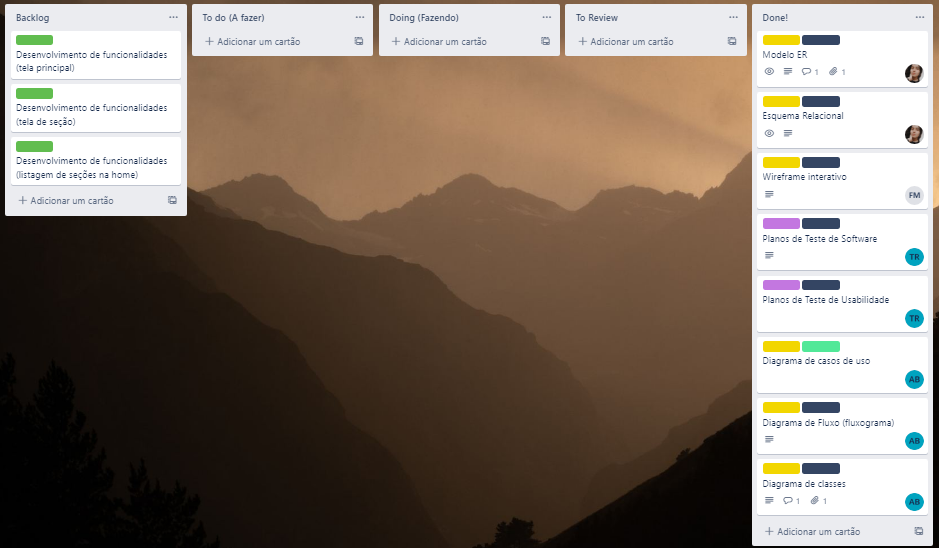 Backlog
Desenvolvimento de funcionalidades
(tela principal)
Desenvolvimento de funcionalidades
(tela de seção)
Desenvolvimento de funcionalidades
(listagem de seções na home)
+ Adicionar um cartão
To do (A fazer)
+ Adicionar um cartão
Doing (Fazendo)
+ Adicionar um cartão
To Review
+ Adicionar um cartão
Done!
Modelo ER
1 1
Esquema Relacional
Wireframe interativo
FM
Planos de Teste de Software
TR
Planos de Teste de Usabilidade
TR
Diagrama de casos de uso
AB
Diagrama de Fluxo (fluxograma)
AB
Diagrama de classes
1 1
AB
+ Adicionar um cartão